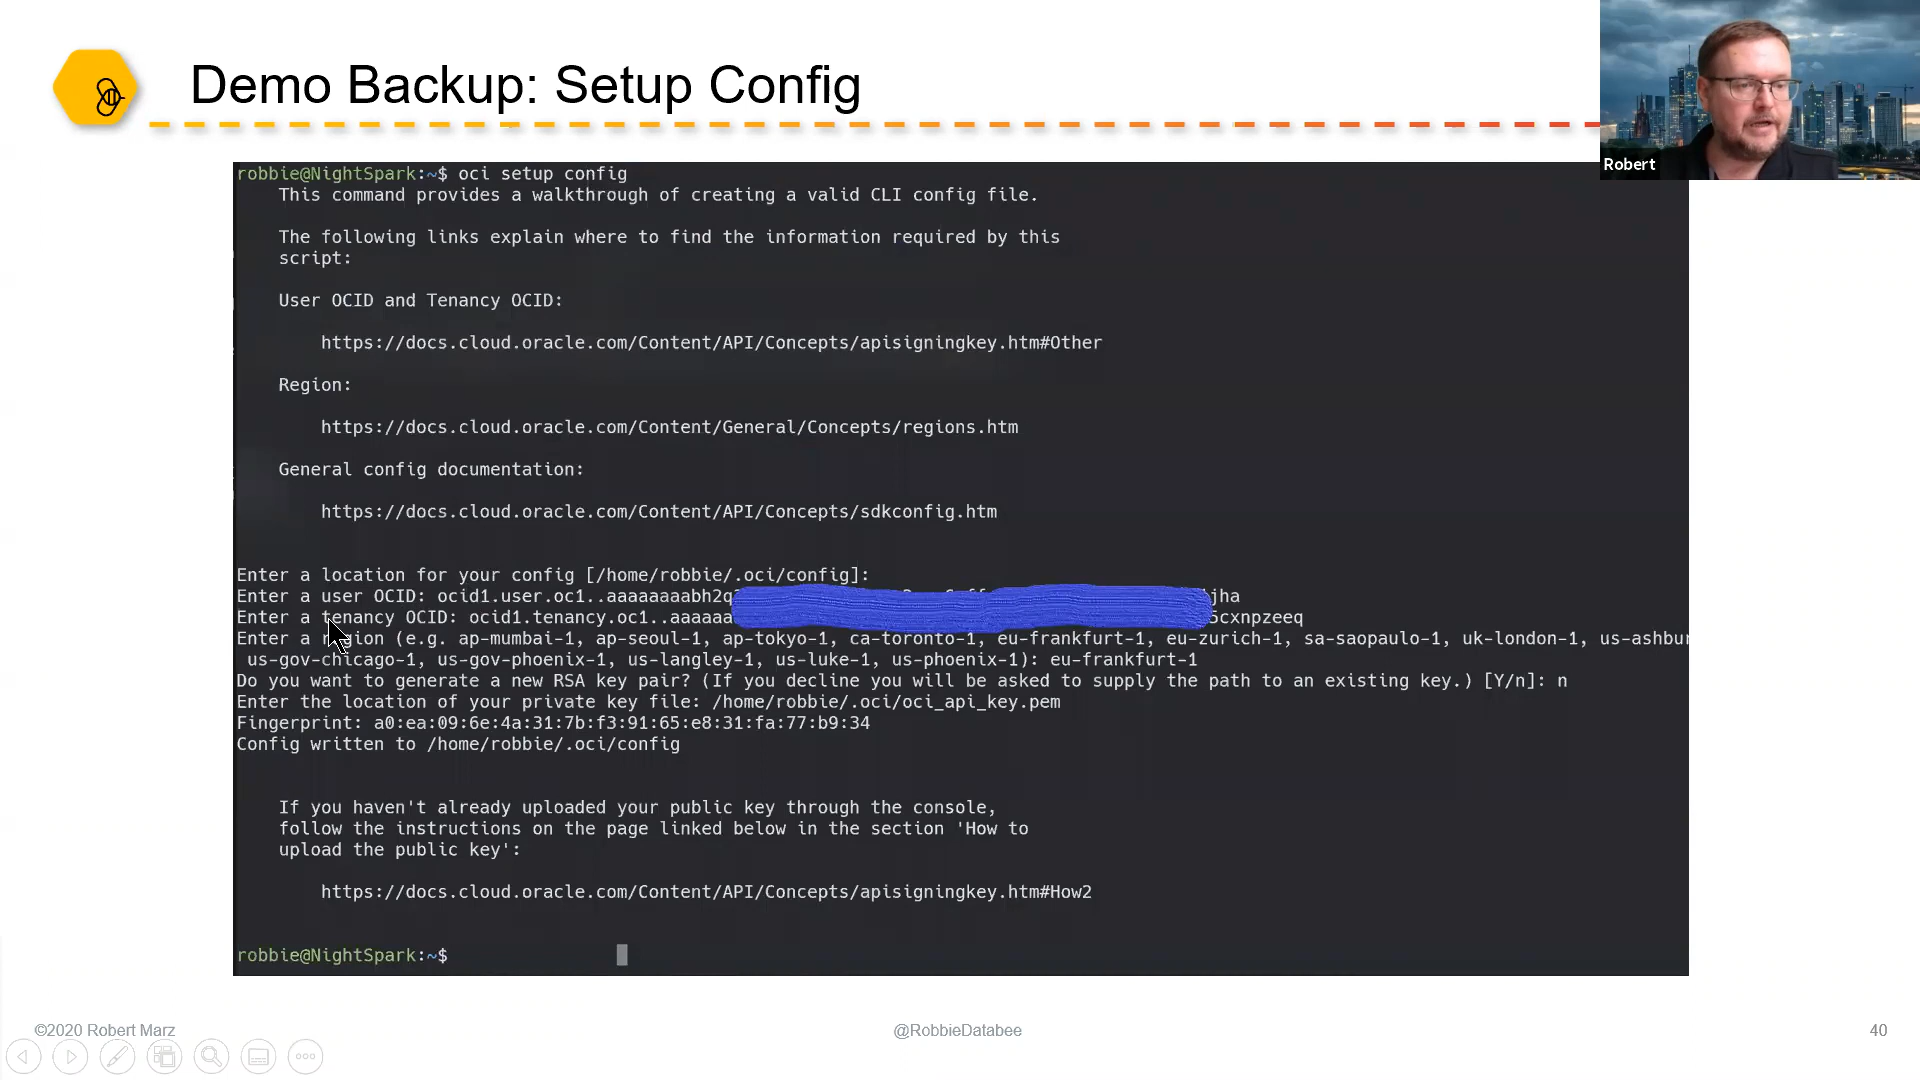 Demo Backup: Setup Config
Robert
robbie@NightSpark:~$ oci setup config
This command provides a walkthrough of creating a valid CLI config file.
The following links explain where to find the information required by this
script:
User OCID and Tenancy OCID:
https://docs.cloud.oracle.com/Content/API/Concepts/apisigningkey.htm#Other
Region:
https://docs.cloud.oracle.com/Content/General/Concepts/regions.htm
General config documentation:
https://docs.cloud.oracle.com/Content/API/Concepts/sdkconfig.htm
Enter a location for your config [/home/robbie/.oci/config]:
Enter a user OCID: ocid1.user.oc1..aaaaaaaabh2q jha
Enter a tenancy OCID: ocid1.tenancy.oc1..aaaaaa cxnpzeeq
Enter a region (e.g. ap-mumbai-1, ap-seoul-1, ap-tokyo-1, ca-toronto-1, eu-frankfurt-1, eu-zurich-1, sa-saopaulo-1, uk-london-1, us-ashbur
us-gov-chicago-1, us-gov-phoenix-1, us-langley-1, us-luke-1, us-phoenix-1): eu-frankfurt-1
Do you want to generate a new RSA key pair? (If you decline you will be asked to supply the path to an existing key.) [Y/n]: n
Enter the location of your private key file: /home/robbie/.oci/oci_api_key.pem
Fingerprint: a0:ea:09:6e:4a:31:7b:f3:91:65:e8:31:fa:77:b9:34
Config written to /home/robbie/.oci/config
If you haven't already uploaded your public key through the console,
follow the instructions on the page linked below in the section 'How to
upload the public key':
https://docs.cloud.oracle.com/Content/API/Concepts/apisigningkey.htm#How2
robbie@NightSpark:~$
©2020 Robert Marz
@RobbieDatabee
40